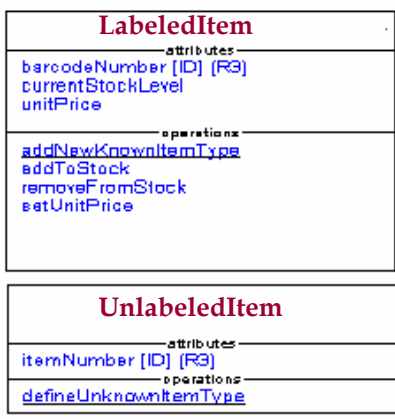 LabeledItem
attributes
barcodeNumber [ID] (R3)
currentStockLevel
unitPrice
operations
addNewKnownItemType
addToStock
removeFromStock
setUnitPrice
UnlabeledItem
attributes
itemNumber [ID] (R3)
operations
defineUnknownItemType